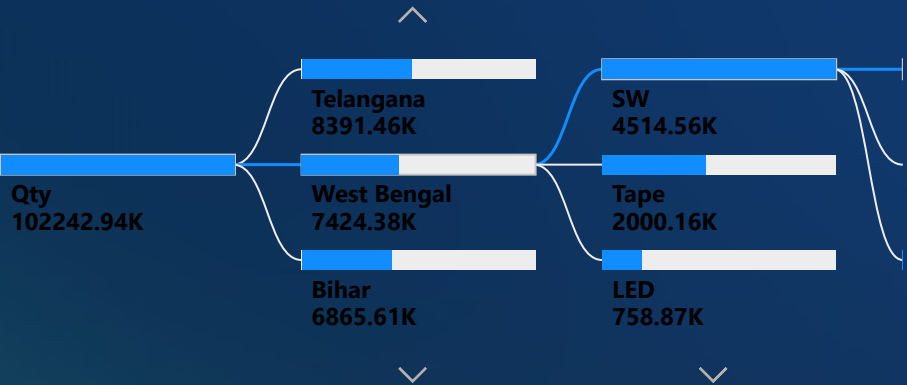 Qty
102242.94K
Telangana
8391.46K
West Bengal
7424.38K
Bihar
6865.61K
SW
4514.56K
Tape
2000.16K
LED
758.87K